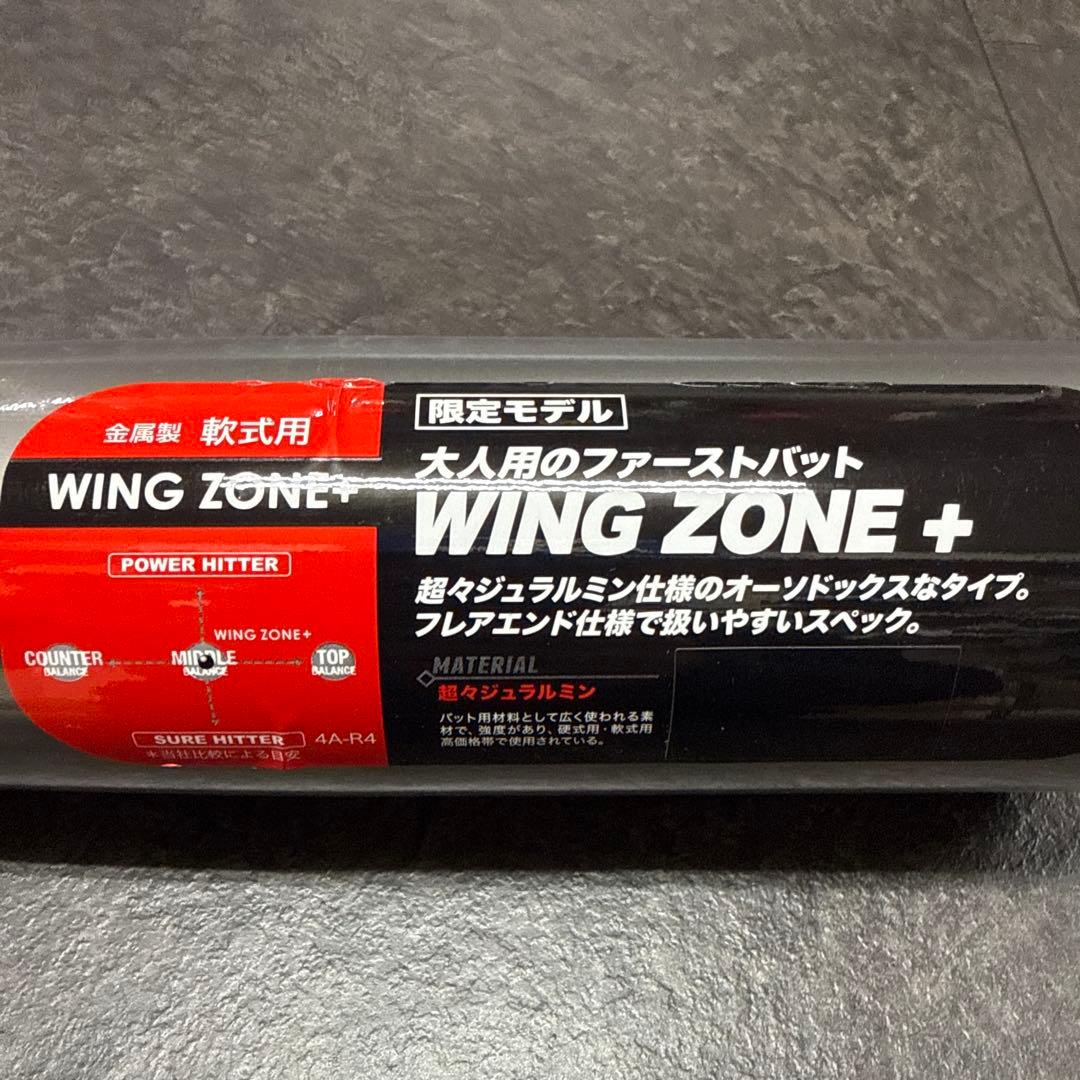 金属製 軟式用
WING ZONE+
POWER HITTER
WING ZONE+
COUNTER BALANCE
MIDDLE BALANCE
TOP BALANCE
SURE HITTER 4A-R4
*当社比較による目安
限定モデル
大人用のファーストバット
WING ZONE +
超々ジュラルミン仕様のオーソドックスなタイプ。
フレアエンド仕様で扱いやすいスペック。
MATERIAL
超々ジュラルミン
バット用材料として広く使われる素
材で、強度があり、硬式用・軟式用
高価格帯で使用されている。